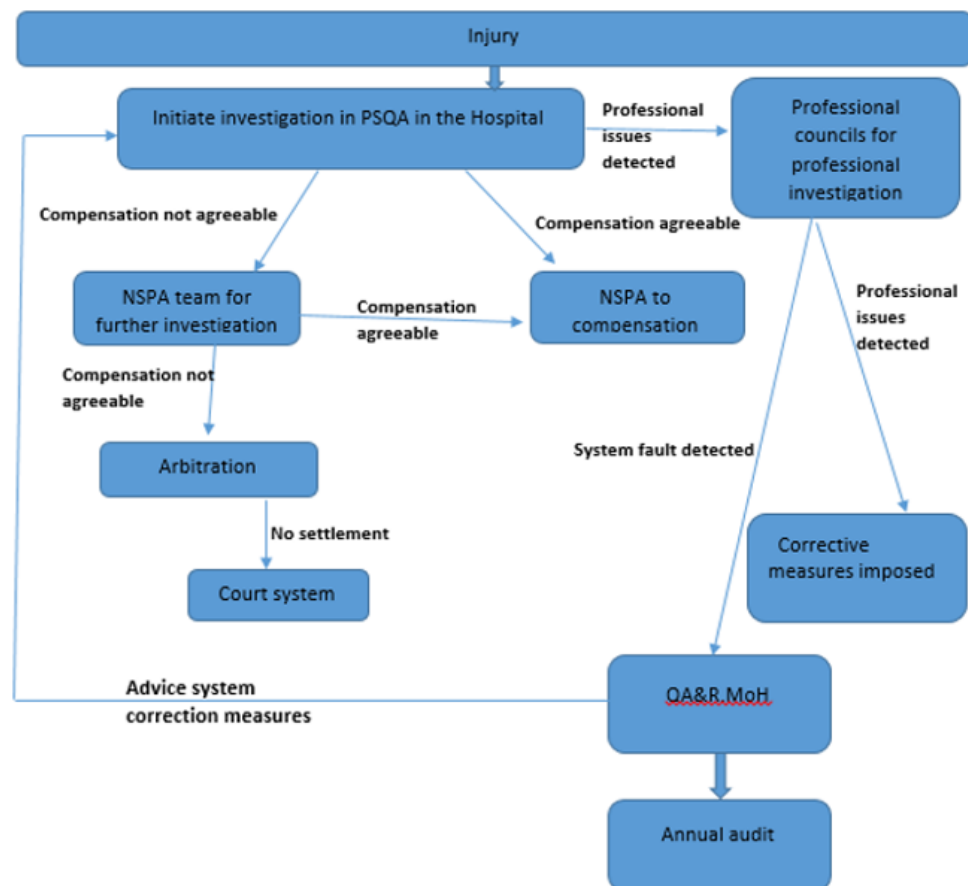 Injury
Initiate investigation in PSQA in the Hospital
Professional
issues
detected
Professional
councils for
professional
investigation
Compensation not agreeable
Compensation agreeable
NSPA team for
further investigation
Compensation
agreeable
NSPA to
compensation
Professional
issues
detected
Compensation not
agreeable
System fault detected
Arbitration
No settlement
Corrective
measures imposed
Court system
Advice system
correction measures
QA&R.MoH
Annual audit